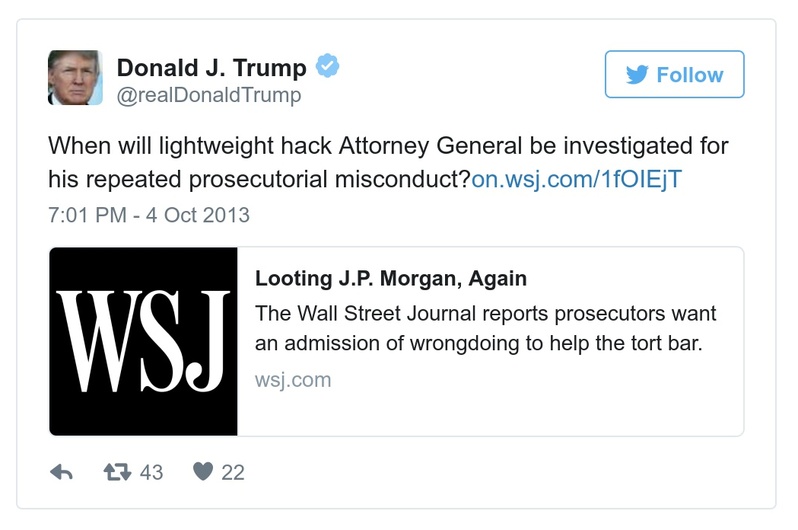 Donald J. Trump
@realDonaldTrump
Follow
When will lightweight hack Attorney General be investigated for
his repeated prosecutorial misconduct?on.wsj.com/1fOIEjT
7:01 PM - 4 Oct 2013
WSJ
Looting J.P. Morgan, Again
The Wall Street Journal reports prosecutors want
an admission of wrongdoing to help the tort bar.
wsj.com
43
22